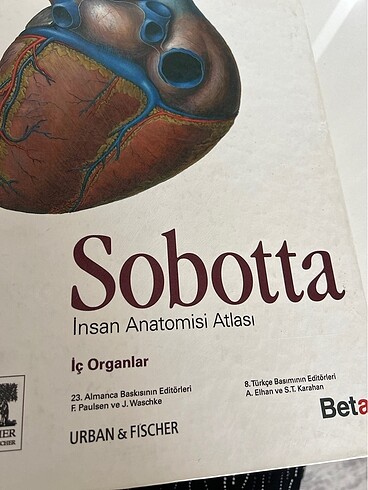 Sobotta
İnsan Anatomisi Atlası
İç Organlar
23. Almanca Baskısının Editörleri
F. Paulsen ve J. Waschke
8. Türkçe Basımının Editörleri
A. Elhan ve S.T. Karahan
URBAN & FISCHER
Beta